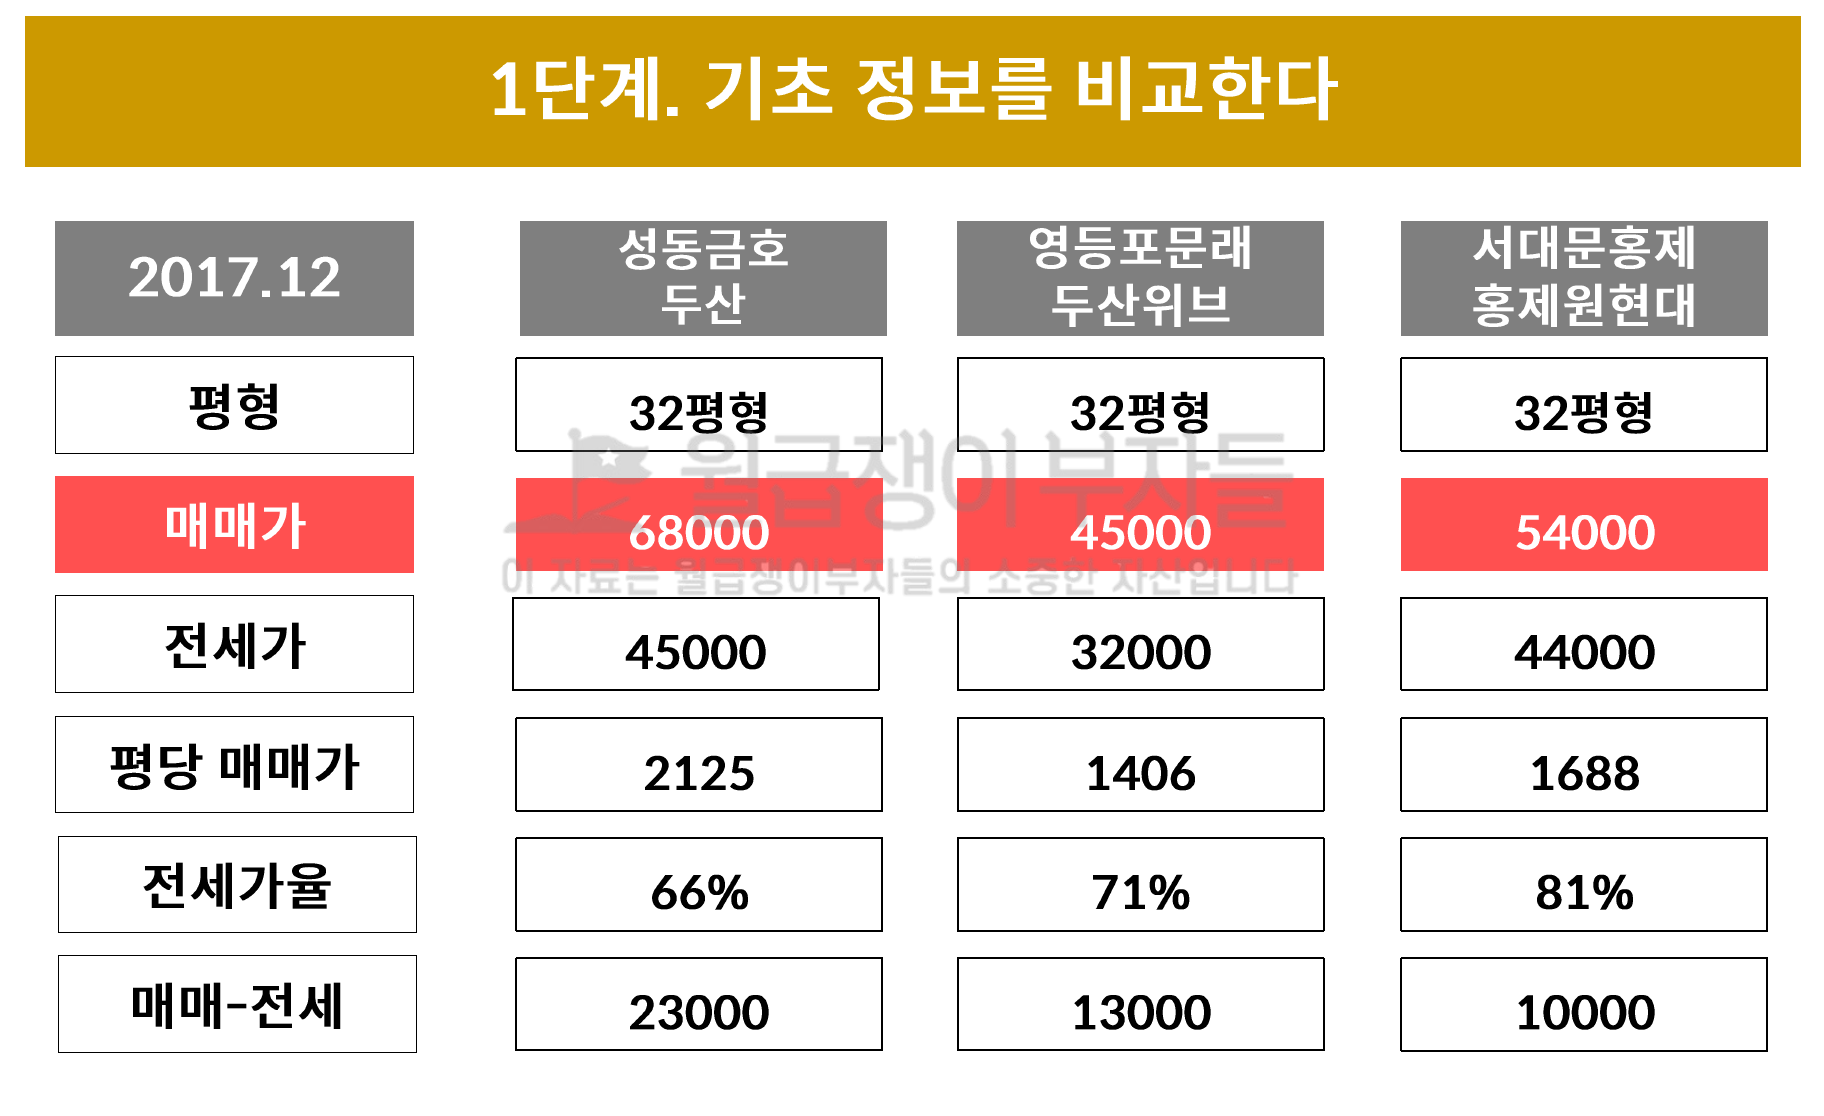 1단계. 기초 정보를 비교한다
2017.12
성동금호
두산
영등포문래
두산위브
서대문홍제
홍제원현대
평형
32평형
32평형
32평형
매매가
68000
45000
54000
월급쟁이 부자들
이 자료는 월급쟁이부자들의 소중한 자산입니다
전세가
45000
32000
44000
평당 매매가
2125
1406
1688
전세가율
66%
71%
81%
매매-전세
23000
13000
10000